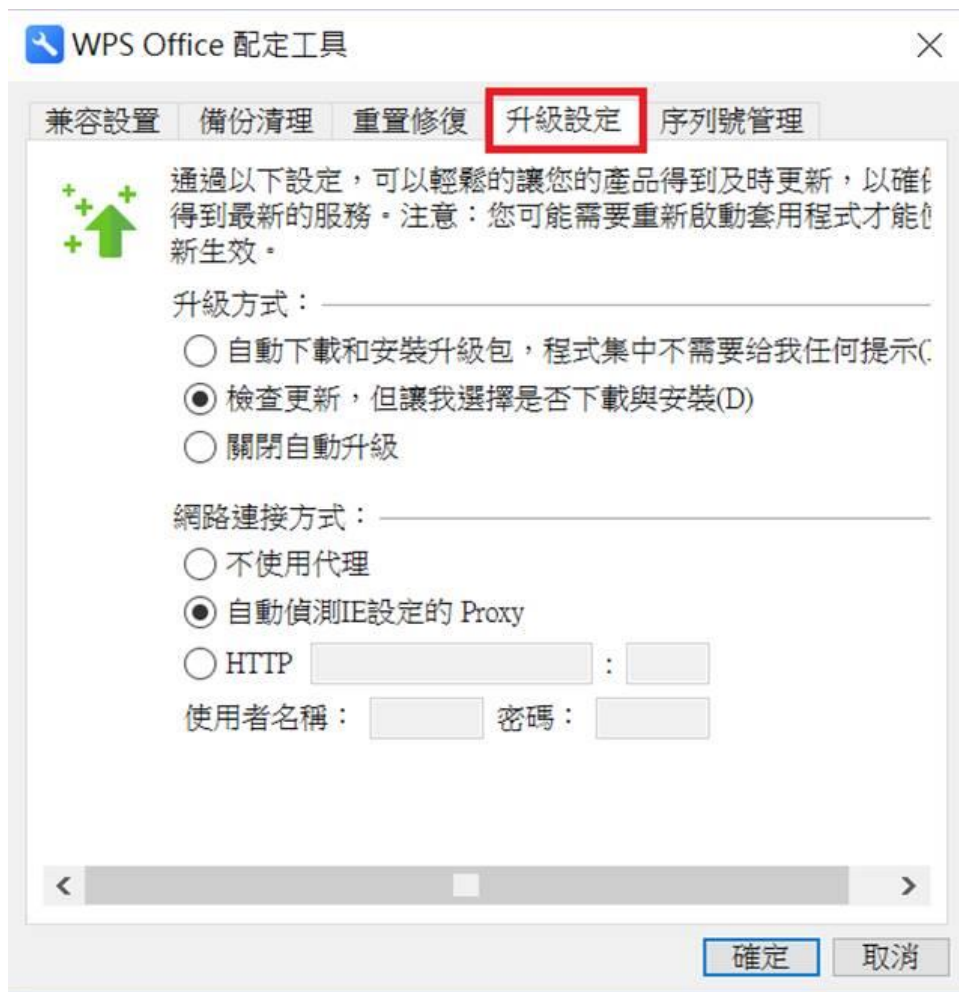 WPS Office 配定工具
兼容設置 備份清理 重置修復 升級設定 序列號管理
通過以下設定，可以輕鬆的讓您的產品得到及時更新，以確
得到最新的服務。注意：您可能需要重新啟動套用程式才能
新生效。
升級方式：
自動下載和安裝升級包，程式集中不需要给我任何提示(
檢查更新，但讓我選擇是否下載與安裝(D)
關閉自動升級
網路連接方式：
不使用代理
自動偵測IE設定的 Proxy
HTTP :
使用者名稱： 密碼：
確定 取消